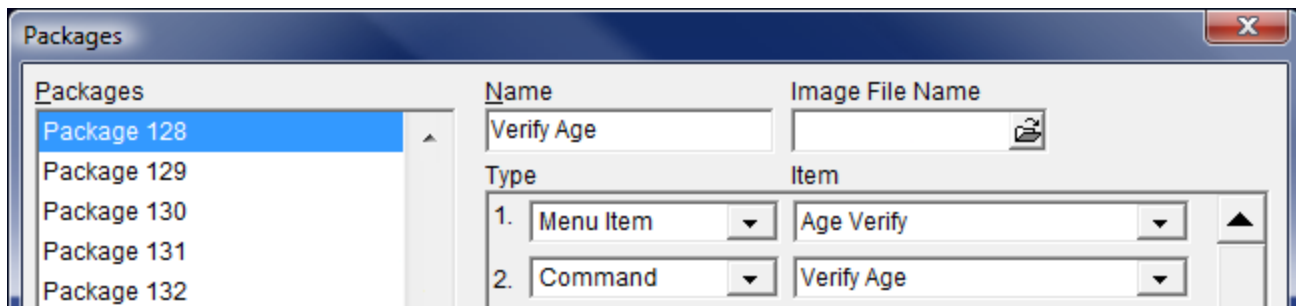 Packages
Packages
Package 128
Package 129
Package 130
Package 131
Package 132
Name
Image File Name
Verify Age
Type
Item
1. Menu Item
Age Verify
2. Command
Verify Age